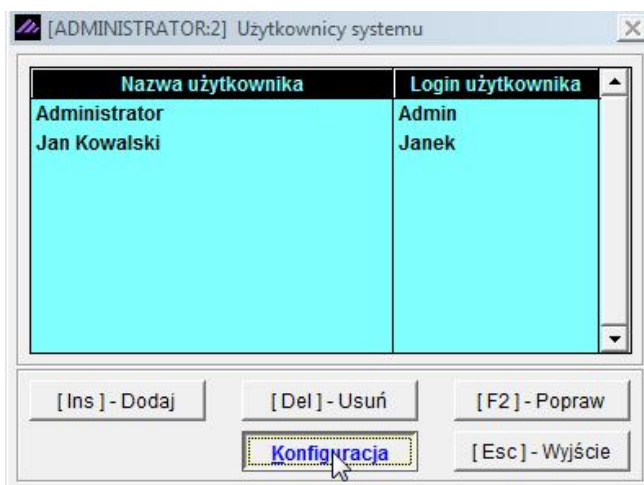 [ADMINISTRATOR:2] Użytkownicy systemu
Nazwa użytkownika Login użytkownika
Administrator Admin
Jan Kowalski Janek
[ Ins ] - Dodaj [ Del ] - Usuń [ F2 ] - Popraw
Konfiguracja [ Esc ] - Wyjście